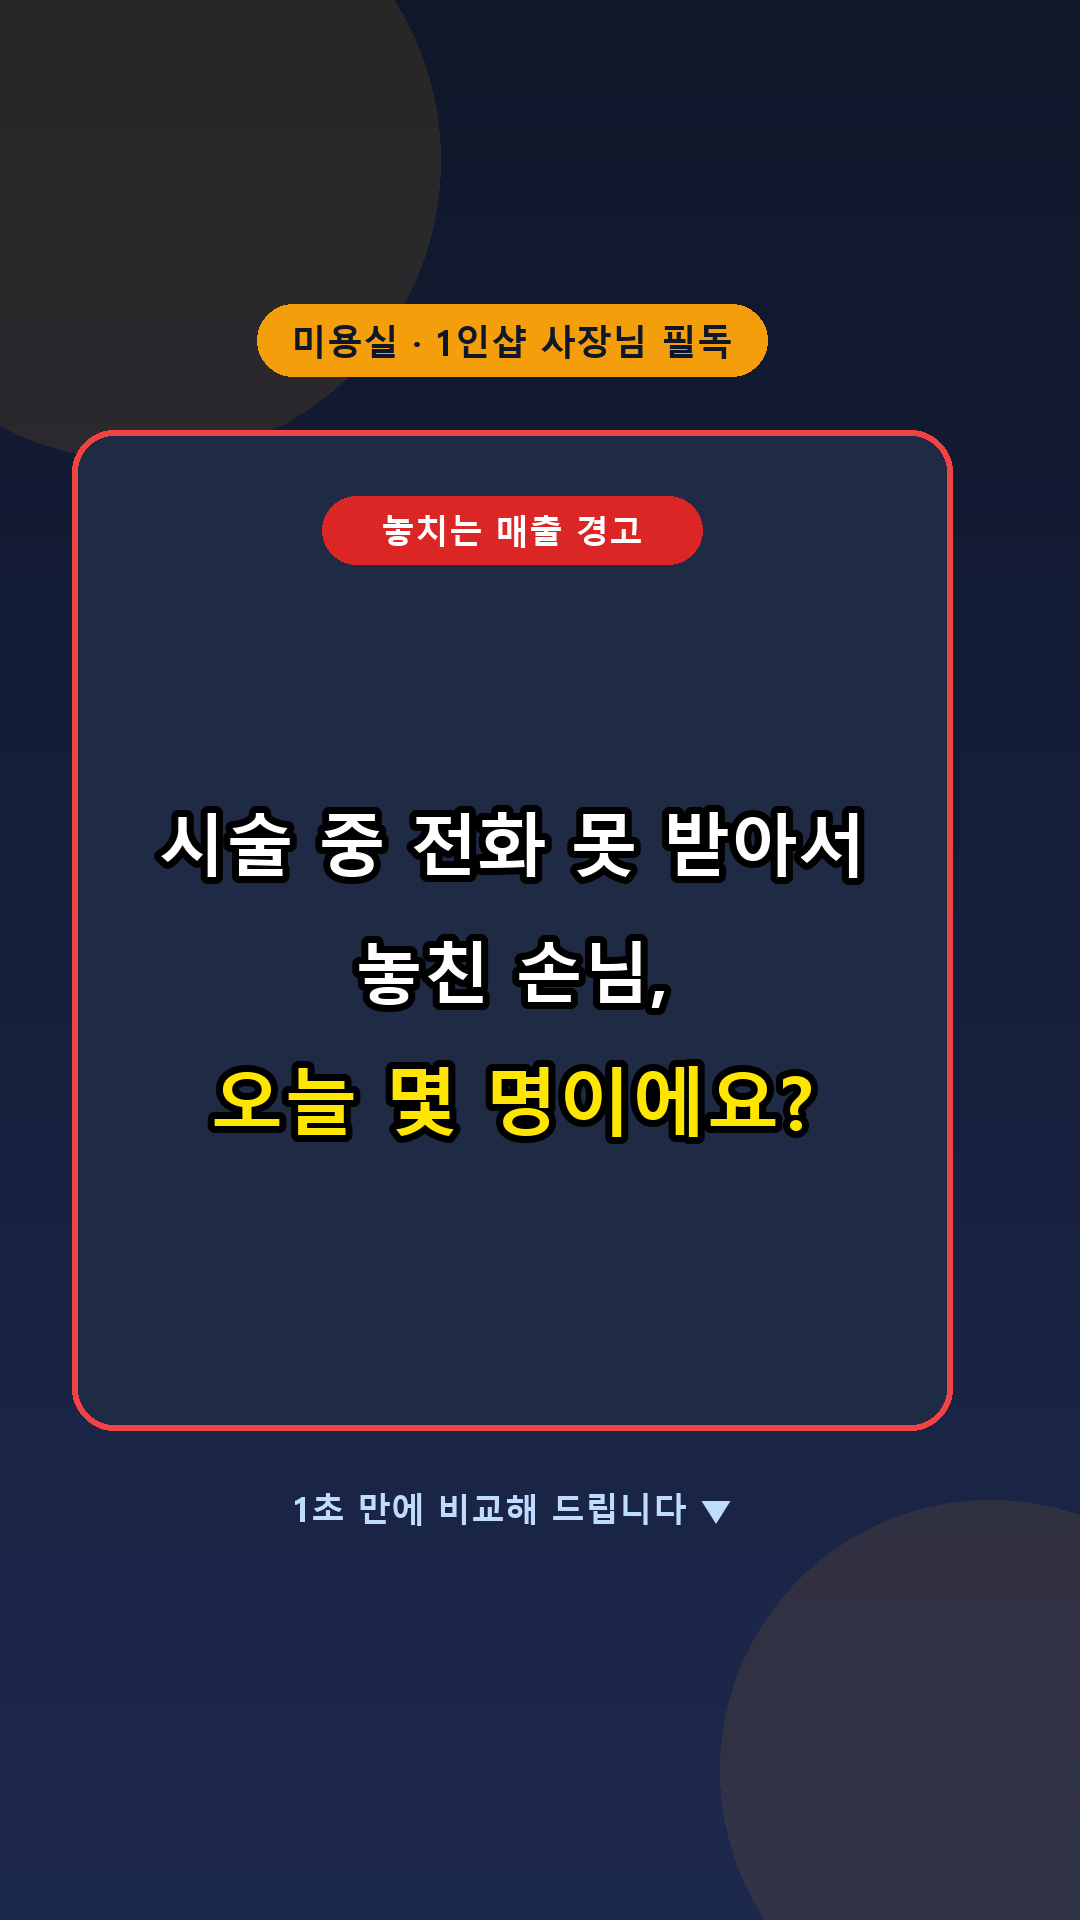 미용실 · 1인샵 사장님 필독
놓치는 매출 경고
시술 중 전화 못 받아서
놓친 손님,
오늘 몇 명이에요?
1초 만에 비교해 드립니다 ▼